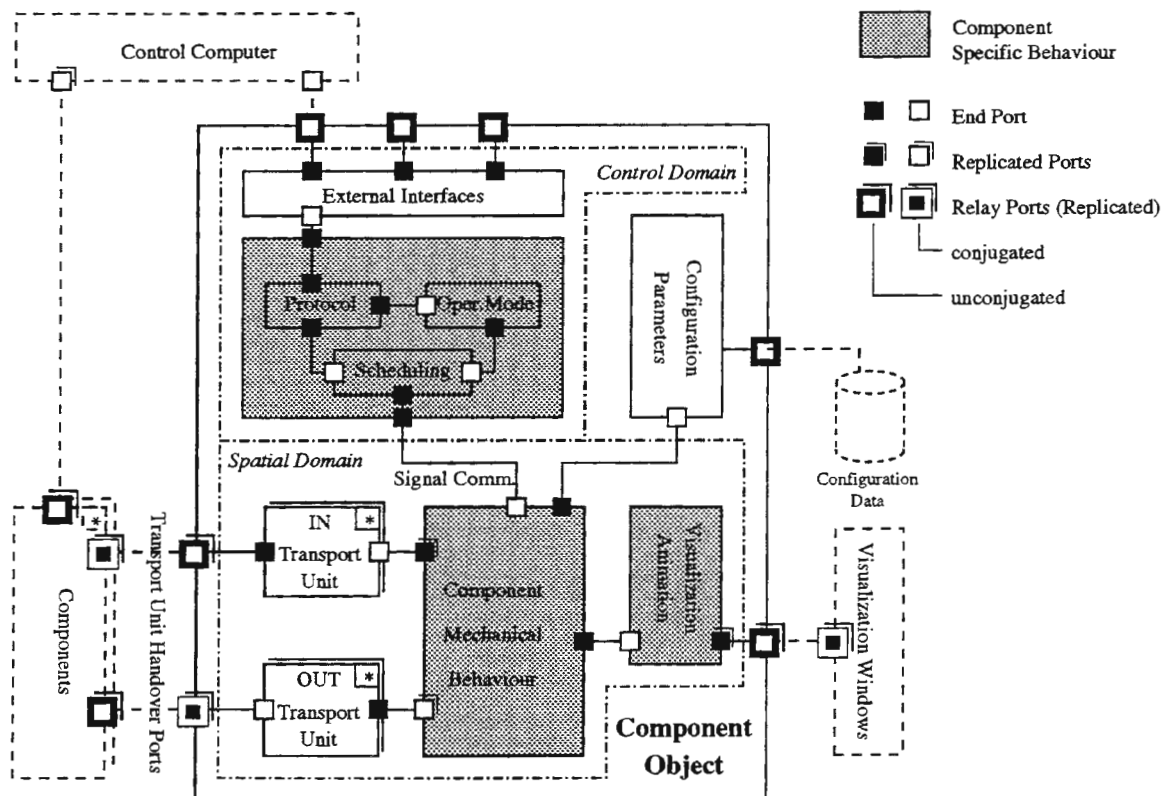 Control Computer
Component
Specific Behaviour
End Port
Replicated Ports
Relay Ports (Replicated)
conjugated
unconjugated
Control Domain
External Interfaces
Protocol
Oper.Mode
Scheduling
Configuration
Parameters
Configuration
Data
Spatial Domain
Signal Comm.
IN
*
Transport
Unit
OUT
*
Transport
Unit
*
Components
Transport Unit Handover Ports
Component
Mechanical
Behaviour
Visualization
Animation
Visualization Windows
Component
Object